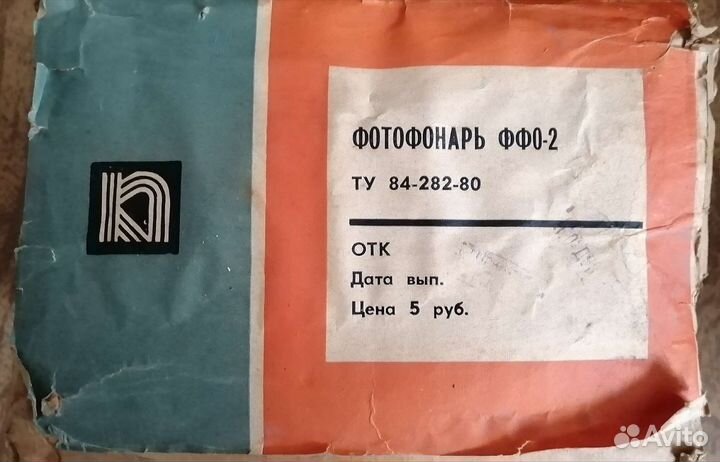 ФОТОФОНАРЬ ФФО-2
ТУ 84-282-80
ОТК
Дата вып.
Цена 5 руб.
Avito